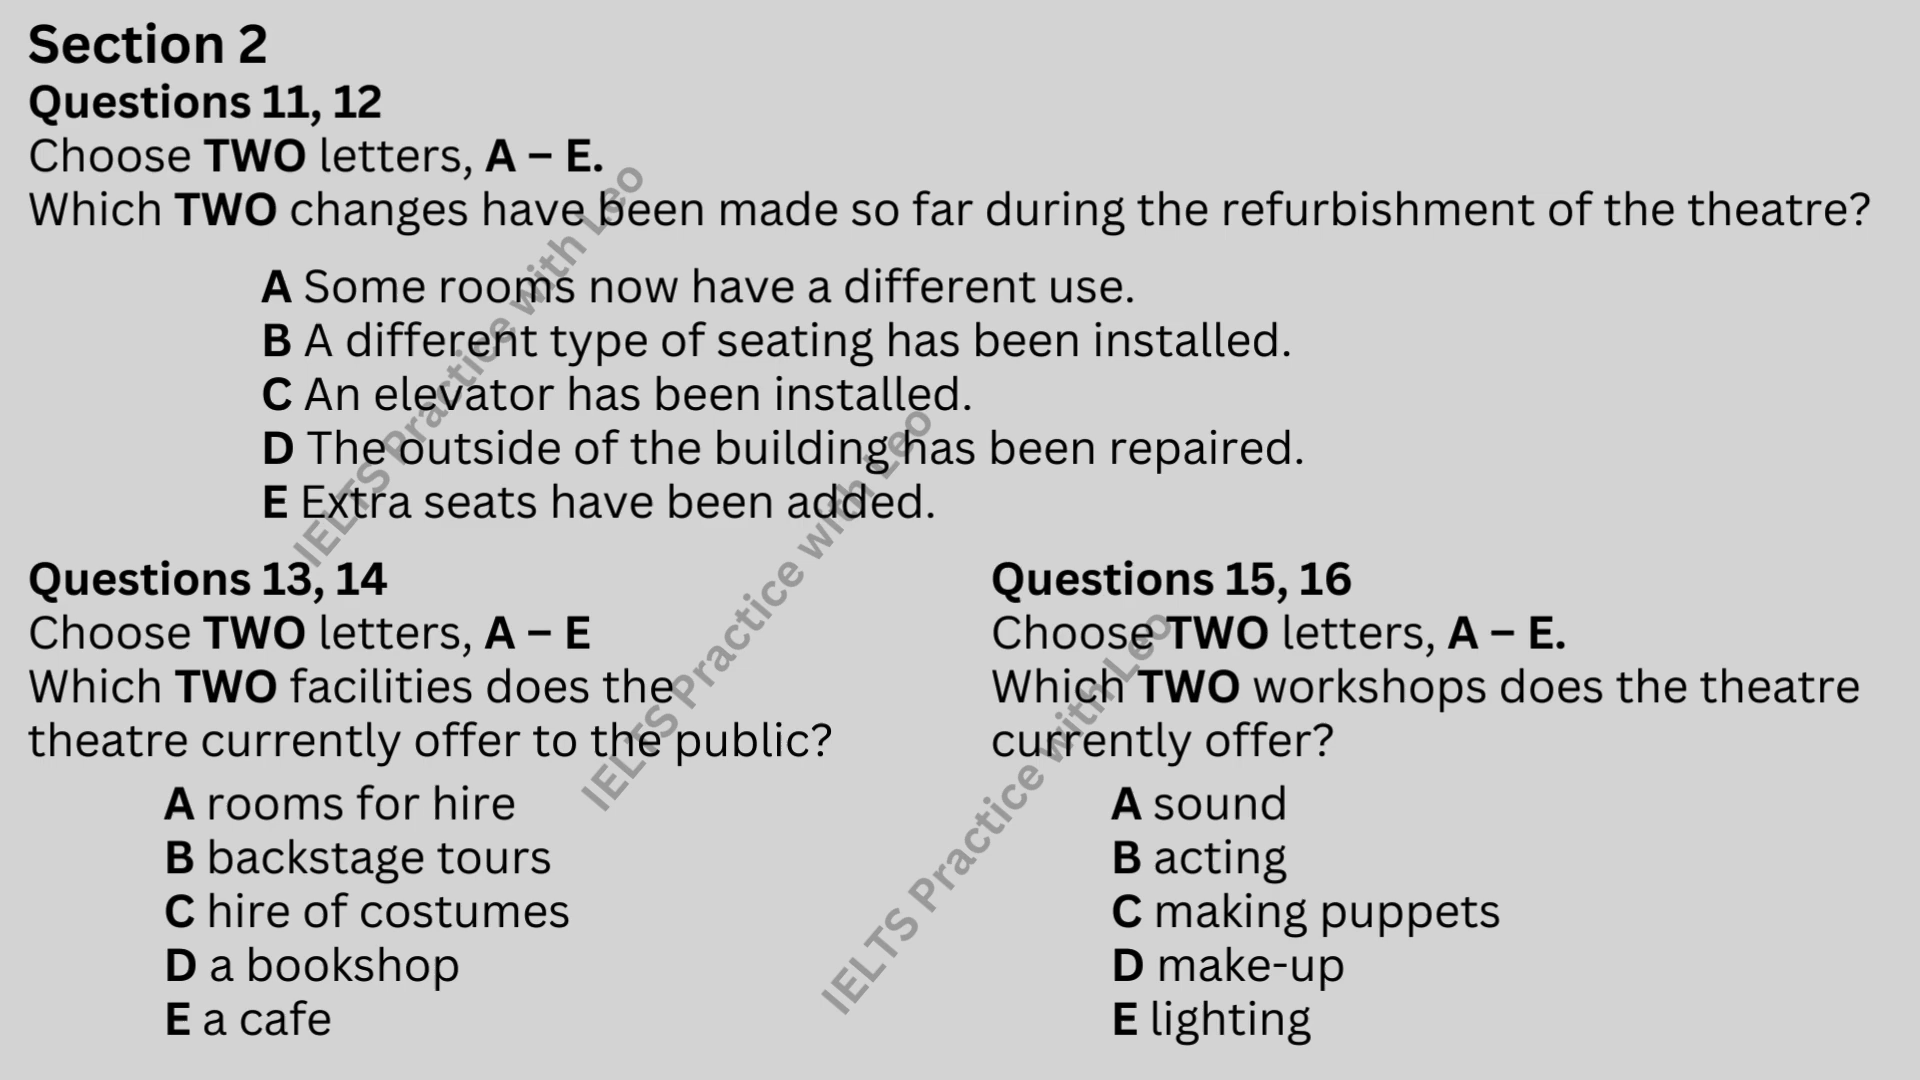 Section 2
Questions 11, 12
Choose TWO letters, A – E.
Which TWO changes have been made so far during the refurbishment of the theatre?
A Some rooms now have a different use.
B A different type of seating has been installed.
C An elevator has been installed.
D The outside of the building has been repaired.
E Extra seats have been added.
Questions 13, 14
Choose TWO letters, A – E
Which TWO facilities does the
theatre currently offer to the public?
A rooms for hire
B backstage tours
C hire of costumes
D a bookshop
E a cafe
Questions 15, 16
Choose TWO letters, A – E.
Which TWO workshops does the theatre
currently offer?
A sound
B acting
C making puppets
D make-up
E lighting
IELTS Practice with Leo
IELTS Practice with Leo
IELTS Practice with Leo